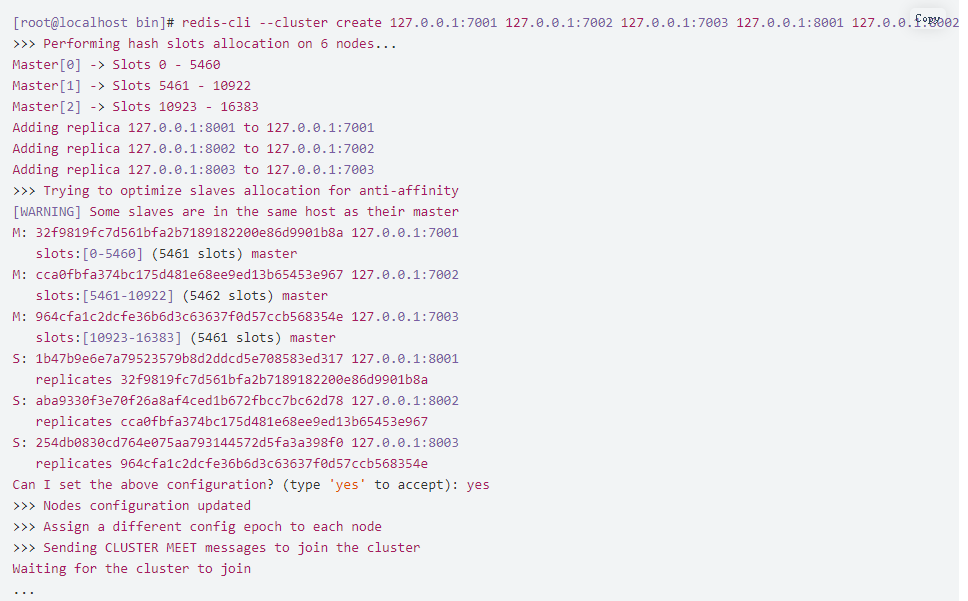 [root@localhost bin]# redis-cli --cluster create 127.0.0.1:7001 127.0.0.1:7002 127.0.0.1:7003 127.0.0.1:8001 127.0.0.1:8002
Copy
>>> Performing hash slots allocation on 6 nodes...
Master[0] -> Slots 0 - 5460
Master[1] -> Slots 5461 - 10922
Master[2] -> Slots 10923 - 16383
Adding replica 127.0.0.1:8001 to 127.0.0.1:7001
Adding replica 127.0.0.1:8002 to 127.0.0.1:7002
Adding replica 127.0.0.1:8003 to 127.0.0.1:7003
>>> Trying to optimize slaves allocation for anti-affinity
[WARNING] Some slaves are in the same host as their master
M: 32f9819fc7d561bfa2b7189182200e86d9901b8a 127.0.0.1:7001
   slots:[0-5460] (5461 slots) master
M: cca0fbfa374bc175d481e68ee9ed13b65453e967 127.0.0.1:7002
   slots:[5461-10922] (5462 slots) master
M: 964cfa1c2dcfe36b6d3c63637f0d57ccb568354e 127.0.0.1:7003
   slots:[10923-16383] (5461 slots) master
S: 1b47b9e6e7a79523579b8d2ddcd5e708583ed317 127.0.0.1:8001
   replicates 32f9819fc7d561bfa2b7189182200e86d9901b8a
S: aba9330f3e70f26a8af4ced1b672fbcc7bc62d78 127.0.0.1:8002
   replicates cca0fbfa374bc175d481e68ee9ed13b65453e967
S: 254db0830cd764e075aa793144572d5fa3a398f0 127.0.0.1:8003
   replicates 964cfa1c2dcfe36b6d3c63637f0d57ccb568354e
Can I set the above configuration? (type 'yes' to accept): yes
>>> Nodes configuration updated
>>> Assign a different config epoch to each node
>>> Sending CLUSTER MEET messages to join the cluster
Waiting for the cluster to join
...